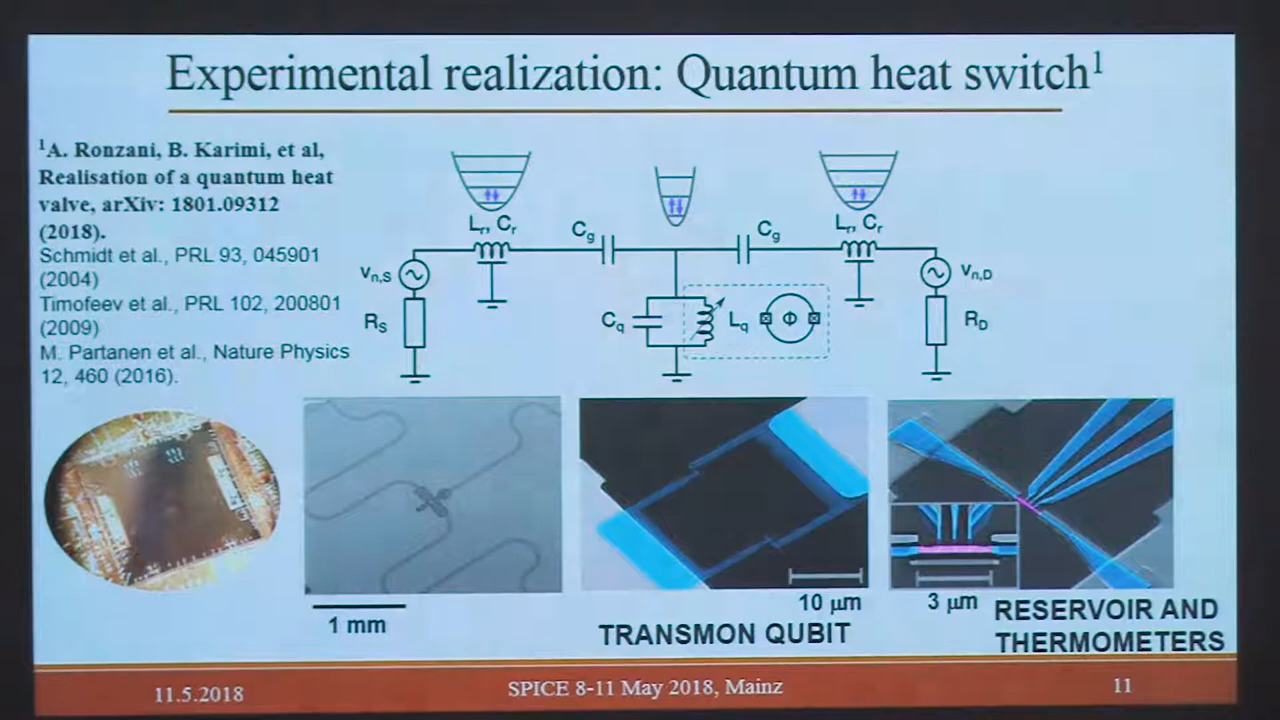 Experimental realization: Quantum heat switch¹
¹A. Ronzani, B. Karimi, et al,
Realisation of a quantum heat
valve, arXiv: 1801.09312
(2018).
Schmidt et al., PRL 93, 045901
(2004)
Timofeev et al., PRL 102, 200801
(2009)
M. Partanen et al., Nature Physics
12, 460 (2016).
Lr, Cr
Cg
Cg
Lr, Cr
Vn,S
Vn,D
RS
Cq
Lq
Φ
RD
1 mm
10 μm
TRANSMON QUBIT
3 μm
RESERVOIR AND
THERMOMETERS
11.5.2018
SPICE 8-11 May 2018, Mainz
11